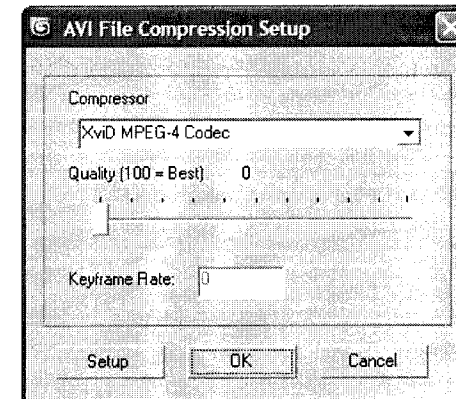 AVI File Compression Setup
Compressor
XviD MPEG-4 Codec
Quality (100 = Best) 0
Keyframe Rate: 0
Setup OK Cancel